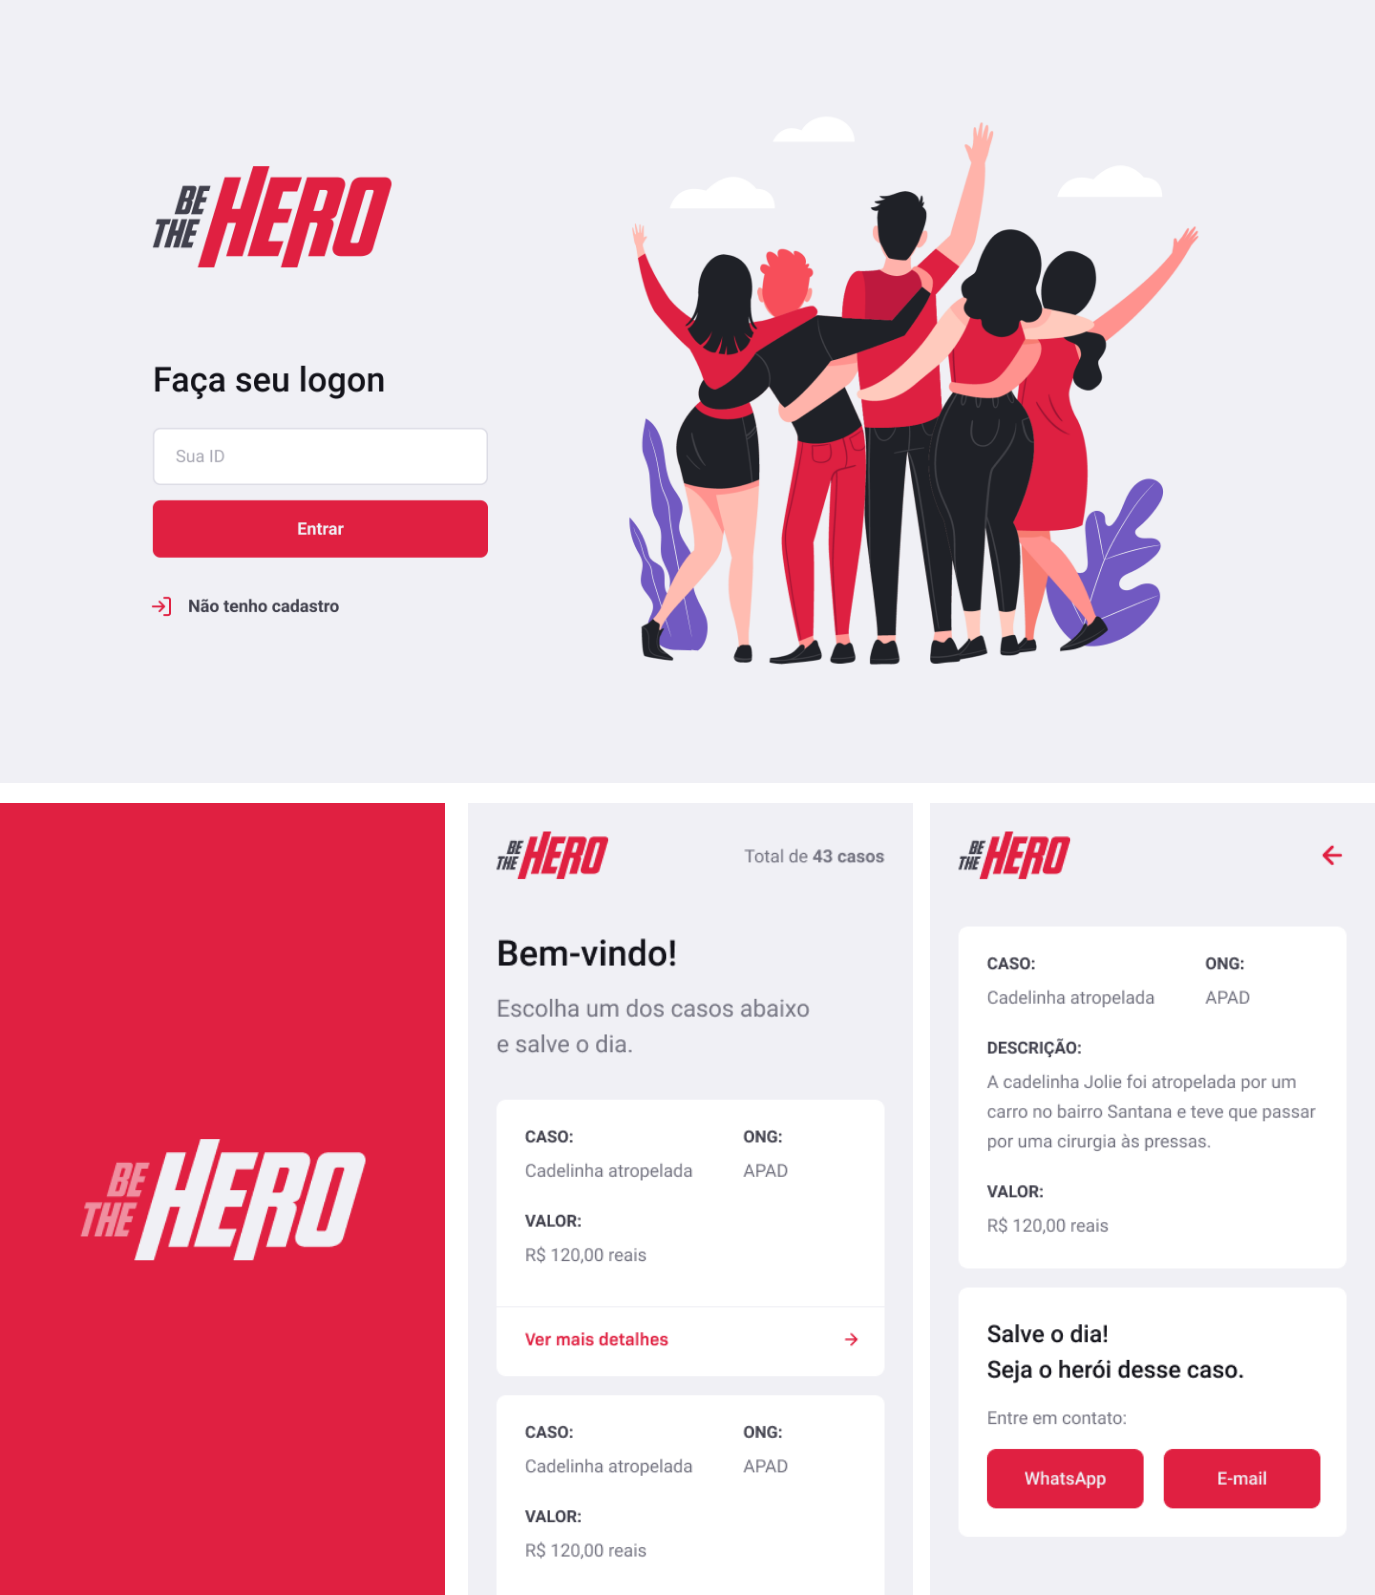 BE
THE HERO
Faça seu logon
Sua ID
Entrar
Não tenho cadastro
BE
THE HERO
BE
THE HERO
Total de 43 casos
Bem-vindo!
Escolha um dos casos abaixo
e salve o dia.
CASO:
ONG:
Cadelinha atropelada
APAD
VALOR:
R$ 120,00 reais
Ver mais detalhes
CASO:
ONG:
Cadelinha atropelada
APAD
VALOR:
R$ 120,00 reais
BE
THE HERO
CASO:
ONG:
Cadelinha atropelada
APAD
DESCRIÇÃO:
A cadelinha Jolie foi atropelada por um
carro no bairro Santana e teve que passar
por uma cirurgia às pressas.
VALOR:
R$ 120,00 reais
Salve o dia!
Seja o herói desse caso.
Entre em contato:
WhatsApp
E-mail